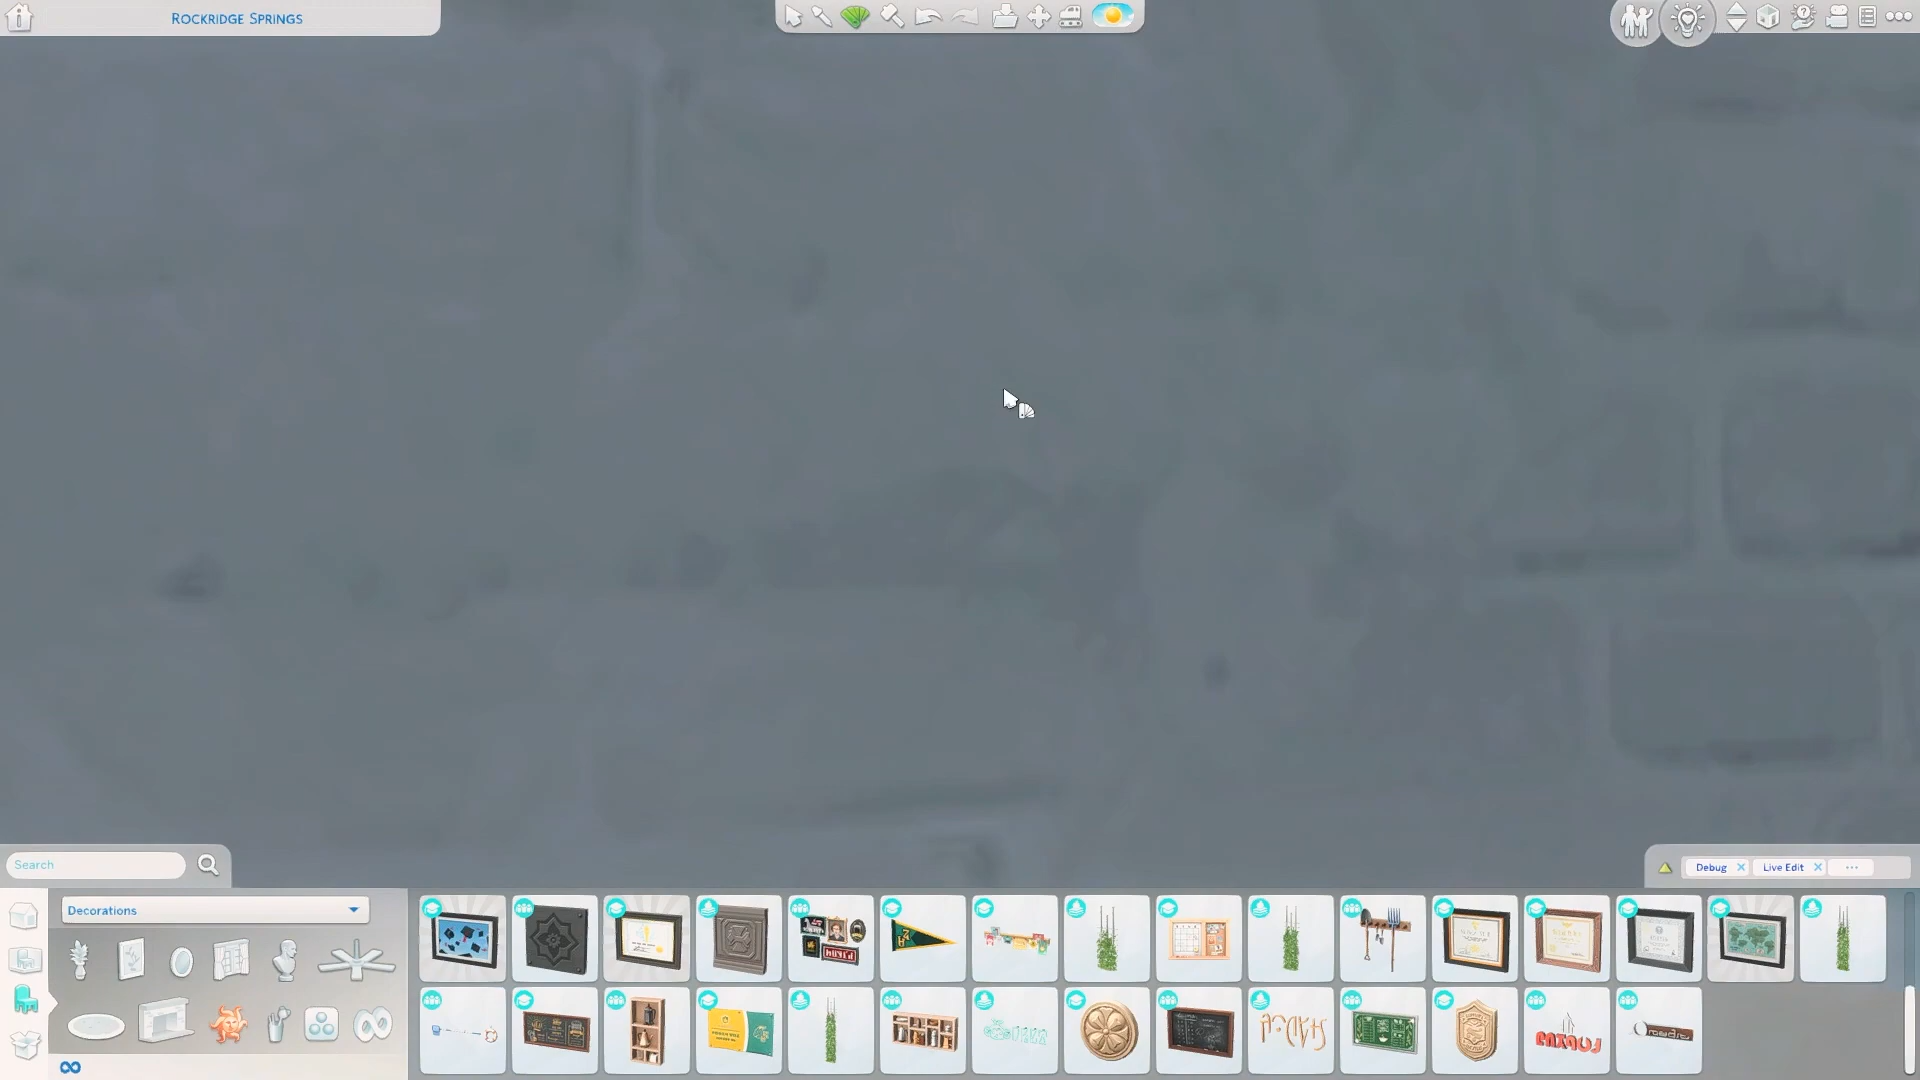 Rockridge Springs
Search
Debug
Live Edit
...
Decorations